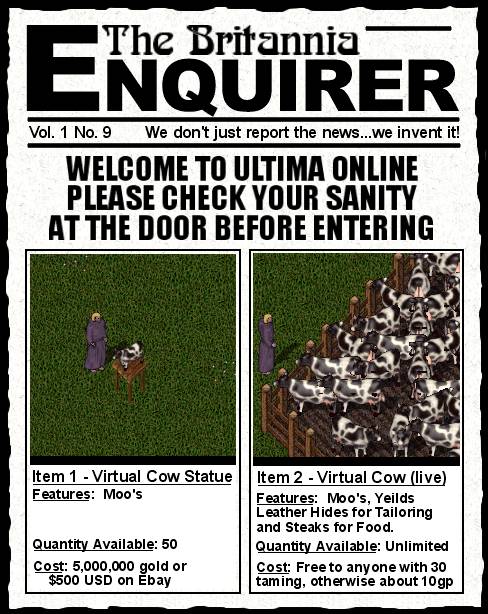 The Britannia
ENQUIRER
Vol. 1 No. 9 We don't just report the news...we invent it!
WELCOME TO ULTIMA ONLINE
PLEASE CHECK YOUR SANITY
AT THE DOOR BEFORE ENTERING
Item 1 - Virtual Cow Statue
Features: Moo's
Quantity Available: 50
Cost: 5,000,000 gold or
$500 USD on Ebay
Item 2 - Virtual Cow (live)
Features: Moo's, Yeilds
Leather Hides for Tailoring
and Steaks for Food.
Quantity Available: Unlimited
Cost: Free to anyone with 30
taming, otherwise about 10gp